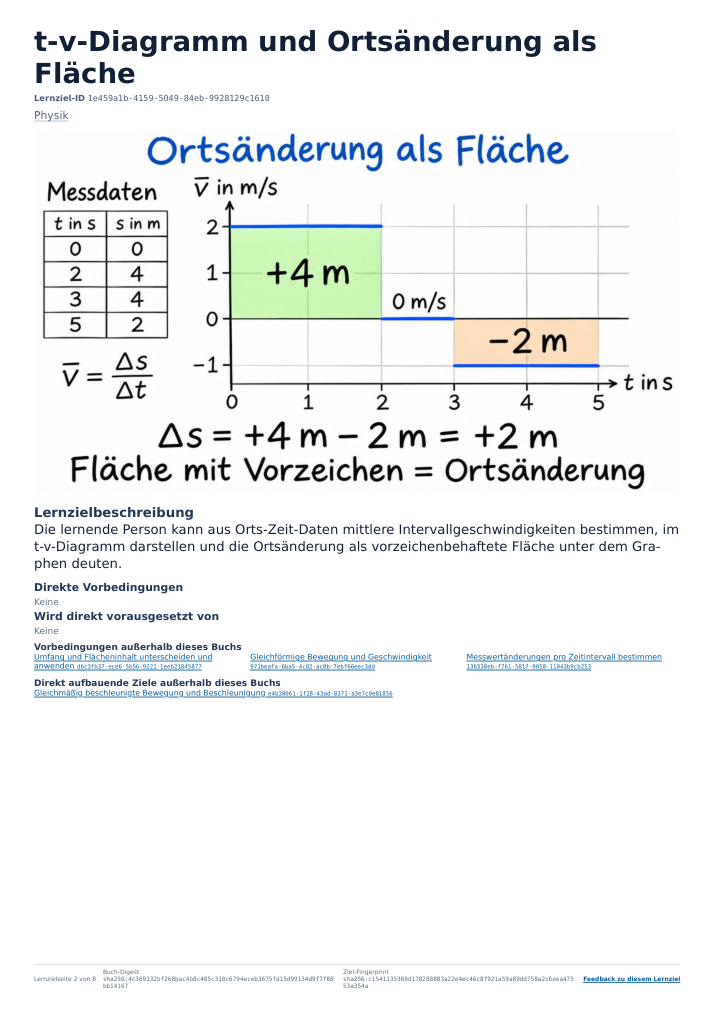 t-v-Diagramm und Ortsänderung als
Fläche
Lernziel-ID 1e459a1b-4159-5049-84eb-9928129c1610
Physik
Ortsänderung als Fläche
Messdaten
t in s s in m
0 0
2 4
3 4
5 2
v̅ = Δs/Δt
v̅ in m/s
2
1
0
−1
+4 m
0 m/s
−2 m
0 1 2 3 4 5
t in s
Δs = +4 m − 2 m = +2 m
Fläche mit Vorzeichen = Ortsänderung
Lernzielbeschreibung
Die lernende Person kann aus Orts-Zeit-Daten mittlere Intervallgeschwindigkeiten bestimmen, im
t-v-Diagramm darstellen und die Ortsänderung als vorzeichenbehaftete Fläche unter dem Gra-
phen deuten.
Direkte Vorbedingungen
Keine
Wird direkt vorausgesetzt von
Keine
Vorbedingungen außerhalb dieses Buchs
Umfang und Flächeninhalt unterscheiden und
anwenden d6c3fb37-ece6-5b56-9221-1eeb21845877
Gleichförmige Bewegung und Geschwindigkeit
971beafa-6ba5-4c82-ac8b-7ebf66eec3dd
Messwertänderungen pro Zeitintervall bestimmen
13b338eb-f761-5817-9058-11043b9cb253
Direkt aufbauende Ziele außerhalb dieses Buchs
Gleichmäßig beschleunigte Bewegung und Beschleunigung e4b38061-1f28-43ad-8371-a3e7c0e81856
Lernzielseite 2 von 8
Buch-Digest
sha256:4c369132bf268bac4b8c405c310c6794eceb3675fd15d99134d9f7f88
bb14167
Ziel-Fingerprint
sha256:c1541135369d178288883a22e4ec46c8f921a59a89dd758a2c6eea475
53a354a
Feedback zu diesem Lernziel